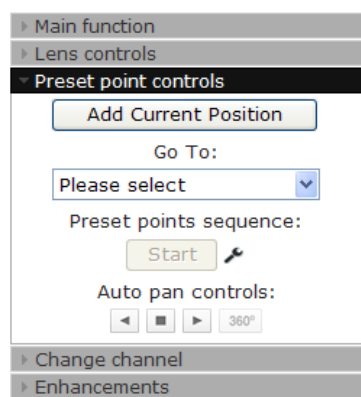 Main function
Lens controls
Preset point controls
Add Current Position
Go To:
Please select
Preset points sequence:
Start
Auto pan controls:
360°
Change channel
Enhancements